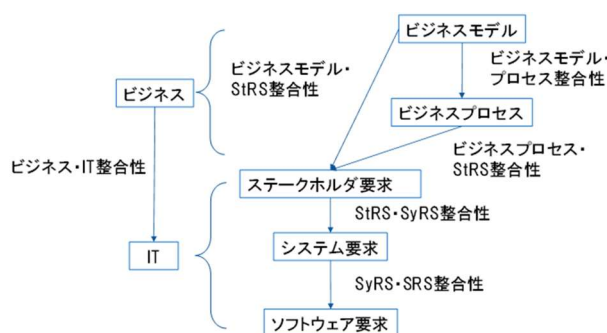 ビジネスモデル
ビジネスモデル・
プロセス整合性
ビジネスモデル・
StRS整合性
ビジネス
ビジネスプロセス
ビジネスプロセス・
StRS整合性
ビジネス・IT整合性
ステークホルダ要求
StRS・SyRS整合性
システム要求
IT
SyRS・SRS整合性
ソフトウェア要求